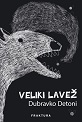 VELIKI LAVEŽ
Dubravko Detoni
FRAKTURA